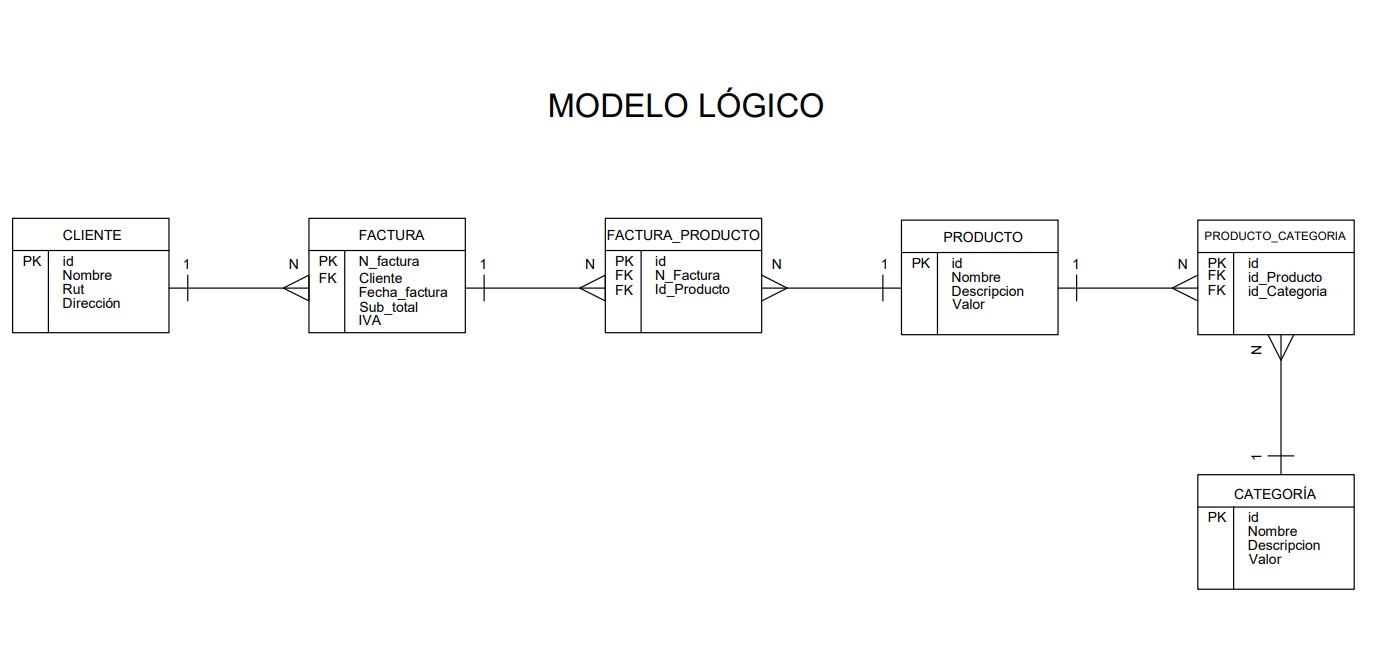 MODELO LÓGICO
CLIENTE
PK id
Nombre
Rut
Dirección
1
N
FACTURA
PK N_factura
FK Cliente
Fecha_factura
Sub_total
IVA
1
N
FACTURA_PRODUCTO
PK id
FK N_Factura
FK Id_Producto
N
1
PRODUCTO
PK id
Nombre
Descripcion
Valor
1
N
PRODUCTO_CATEGORIA
PK id
FK id_Producto
FK id_Categoria
N
1
CATEGORÍA
PK id
Nombre
Descripcion
Valor